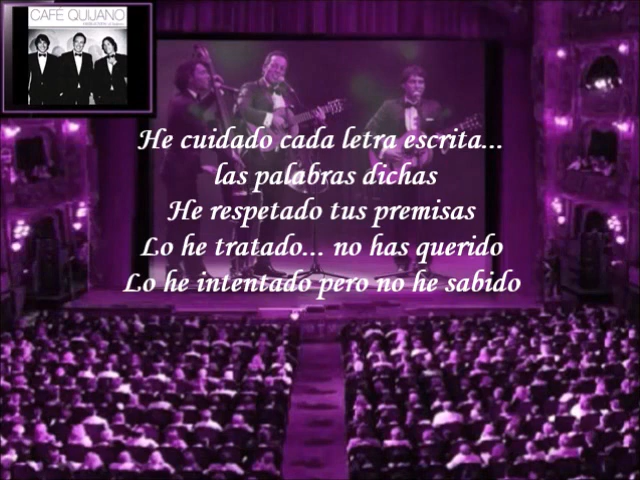 CAFÉ QUIJANO
He cuidado cada letra escrita...
las palabras dichas
He respetado tus premisas
Lo he tratado... no has querido
Lo he intentado pero no he sabido